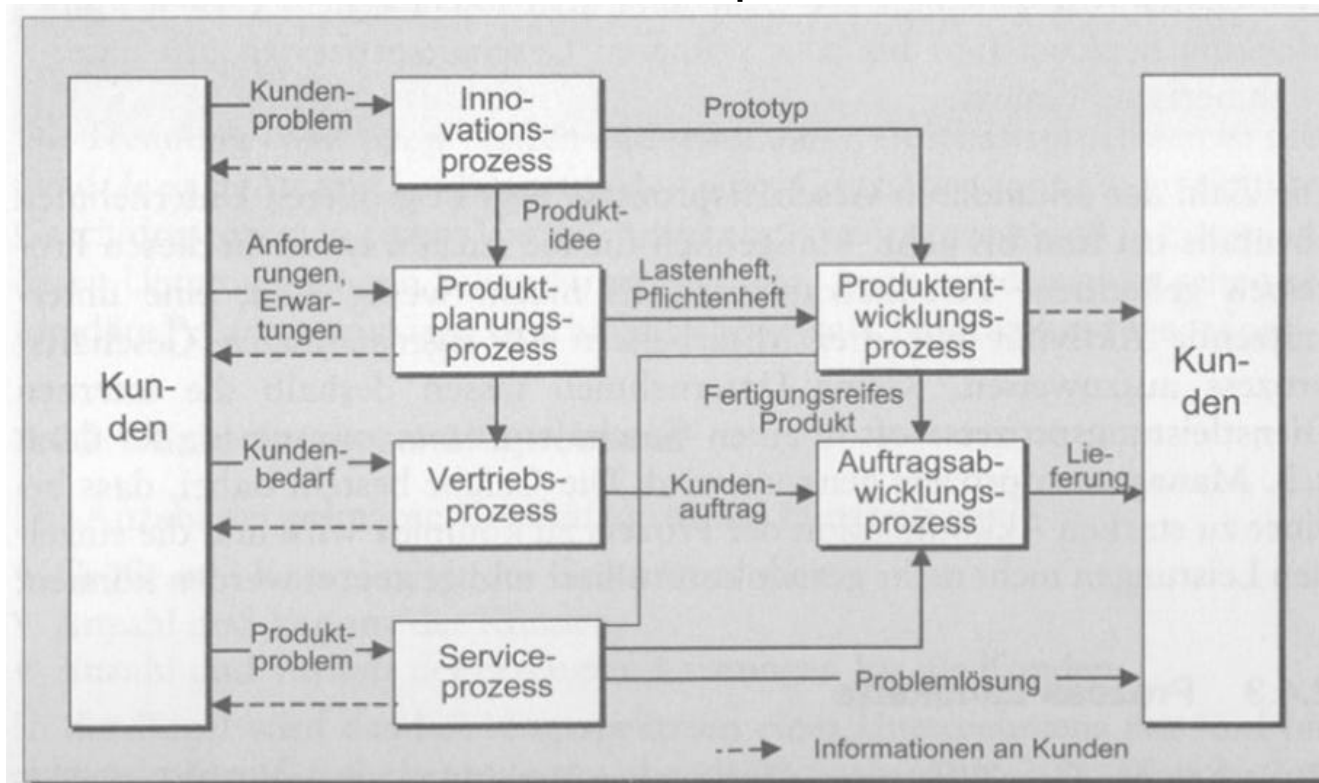 Kunden-
problem
Inno-
vations-
prozess
Prototyp
Produkt-
idee
Anforde-
rungen,
Erwar-
tungen
Produkt-
planungs-
prozess
Lastenheft,
Pflichtenheft
Produktent-
wicklungs-
prozess
Kun-
den
Kun-
den
Fertigungsreifes
Produkt
Kunden-
bedarf
Vertriebs-
prozess
Kunden-
auftrag
Auftragsab-
wicklungs-
prozess
Lie-
ferung
Produkt-
problem
Service-
prozess
Problemlösung
Informationen an Kunden